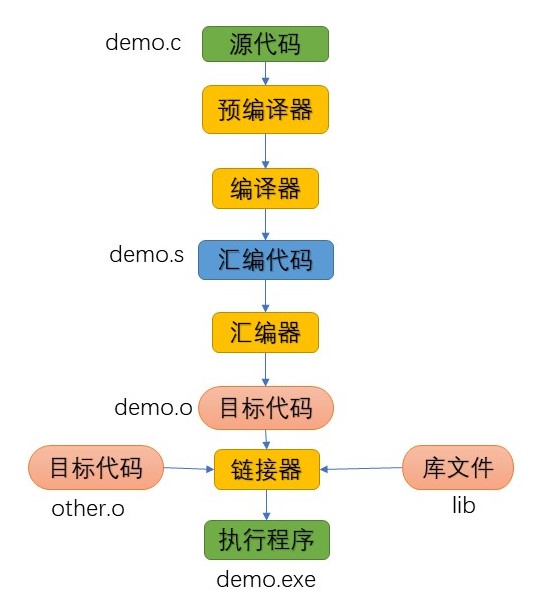 demo.c
源代码
预编译器
编译器
demo.s
汇编代码
汇编器
demo.o
目标代码
目标代码
链接器
库文件
other.o
lib
执行程序
demo.exe